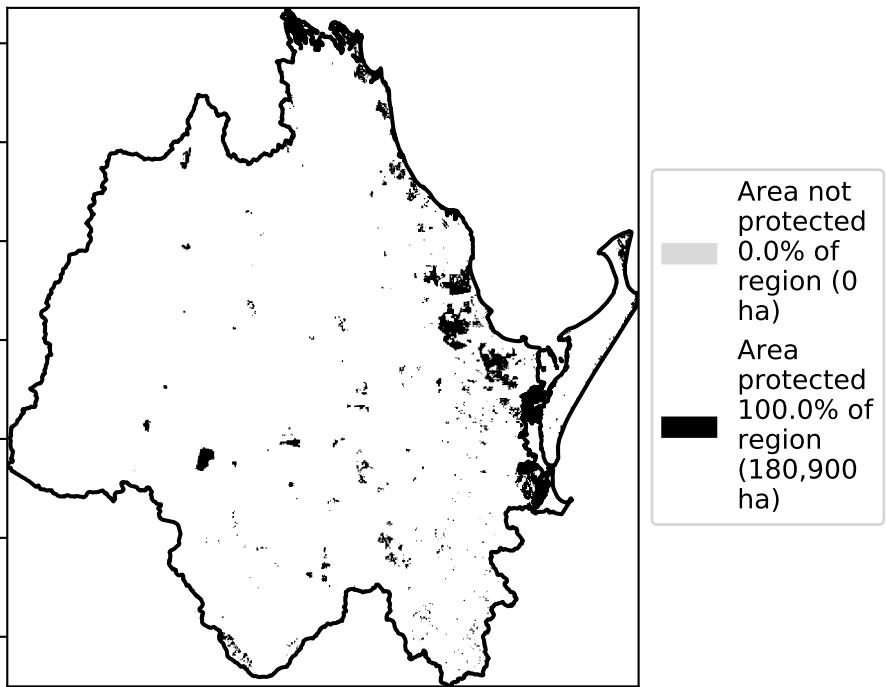 Area not
protected
0.0% of
region (0
ha)
Area
protected
100.0% of
region
(180,900
ha)